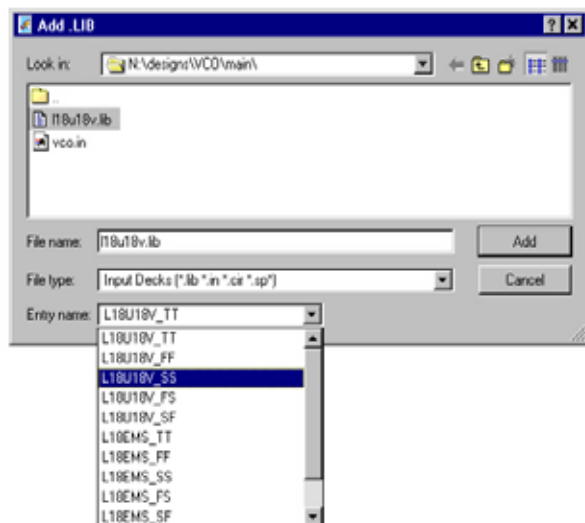 Add .LIB
Look in: N:\designs\VCO\main\
..
l18u18v.lib
vco.in
File name: l18u18v.lib Add
File type: Input Decks (*.lib *.in *.cir *.sp*) Cancel
Entry name: L18U18V_TT
L18U18V_TT
L18U18V_FF
L18U18V_SS
L18U18V_FS
L18U18V_SF
L18EMS_TT
L18EMS_FF
L18EMS_SS
L18EMS_FS
L18EMS_SF